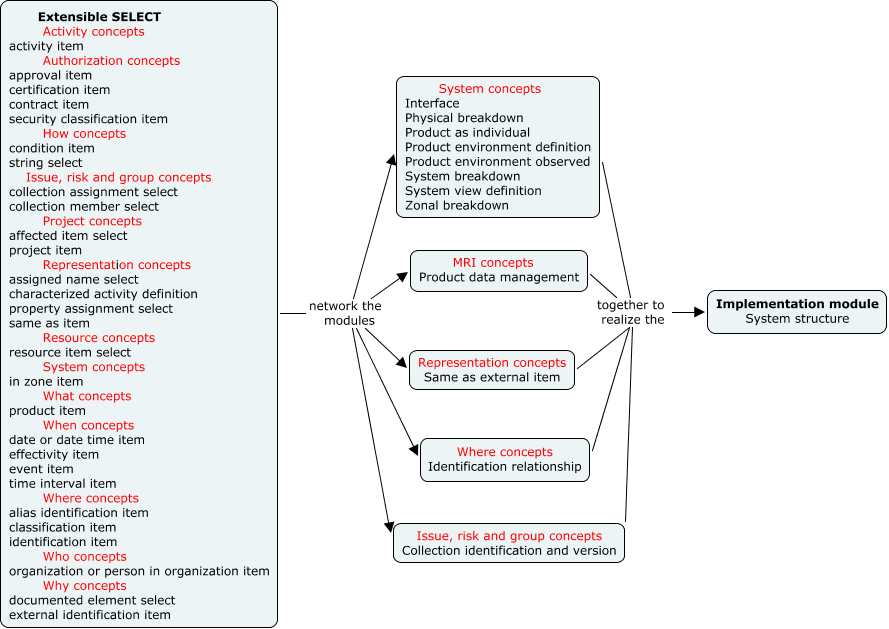 Extensible SELECT
Activity concepts
activity item
Authorization concepts
approval item
certification item
contract item
security classification item
How concepts
condition item
string select
Issue, risk and group concepts
collection assignment select
collection member select
Project concepts
affected item select
project item
Representation concepts
assigned name select
characterized activity definition
property assignment select
same as item
Resource concepts
resource item select
System concepts
in zone item
What concepts
product item
When concepts
date or date time item
effectivity item
event item
time interval item
Where concepts
alias identification item
classification item
identification item
Who concepts
organization or person in organization item
Why concepts
documented element select
external identification item
network the
modules
System concepts
Interface
Physical breakdown
Product as individual
Product environment definition
Product environment observed
System breakdown
System view definition
Zonal breakdown
MRI concepts
Product data management
Representation concepts
Same as external item
Where concepts
Identification relationship
Issue, risk and group concepts
Collection identification and version
together to
realize the
Implementation module
System structure